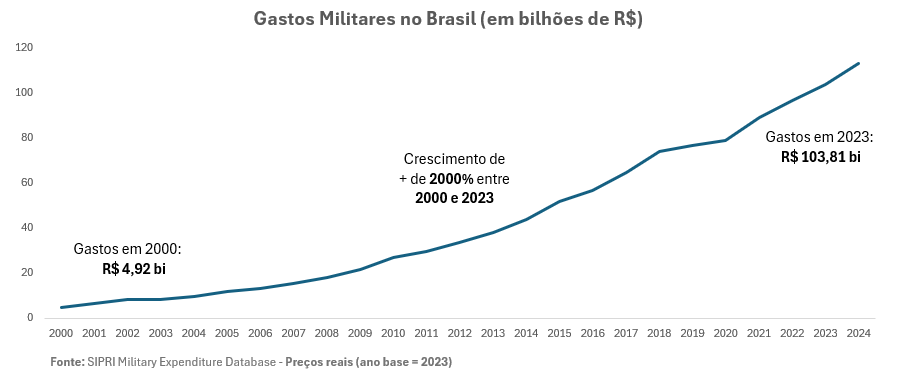 Gastos Militares no Brasil (em bilhões de R$)
120
100
80
60
40
20
0
Gastos em 2000:
R$ 4,92 bi
Crescimento de
+ de 2000% entre
2000 e 2023
Gastos em 2023:
R$ 103,81 bi
2000 2001 2002 2003 2004 2005 2006 2007 2008 2009 2010 2011 2012 2013 2014 2015 2016 2017 2018 2019 2020 2021 2022 2023 2024
Fonte: SIPRI Military Expenditure Database - Preços reais (ano base = 2023)